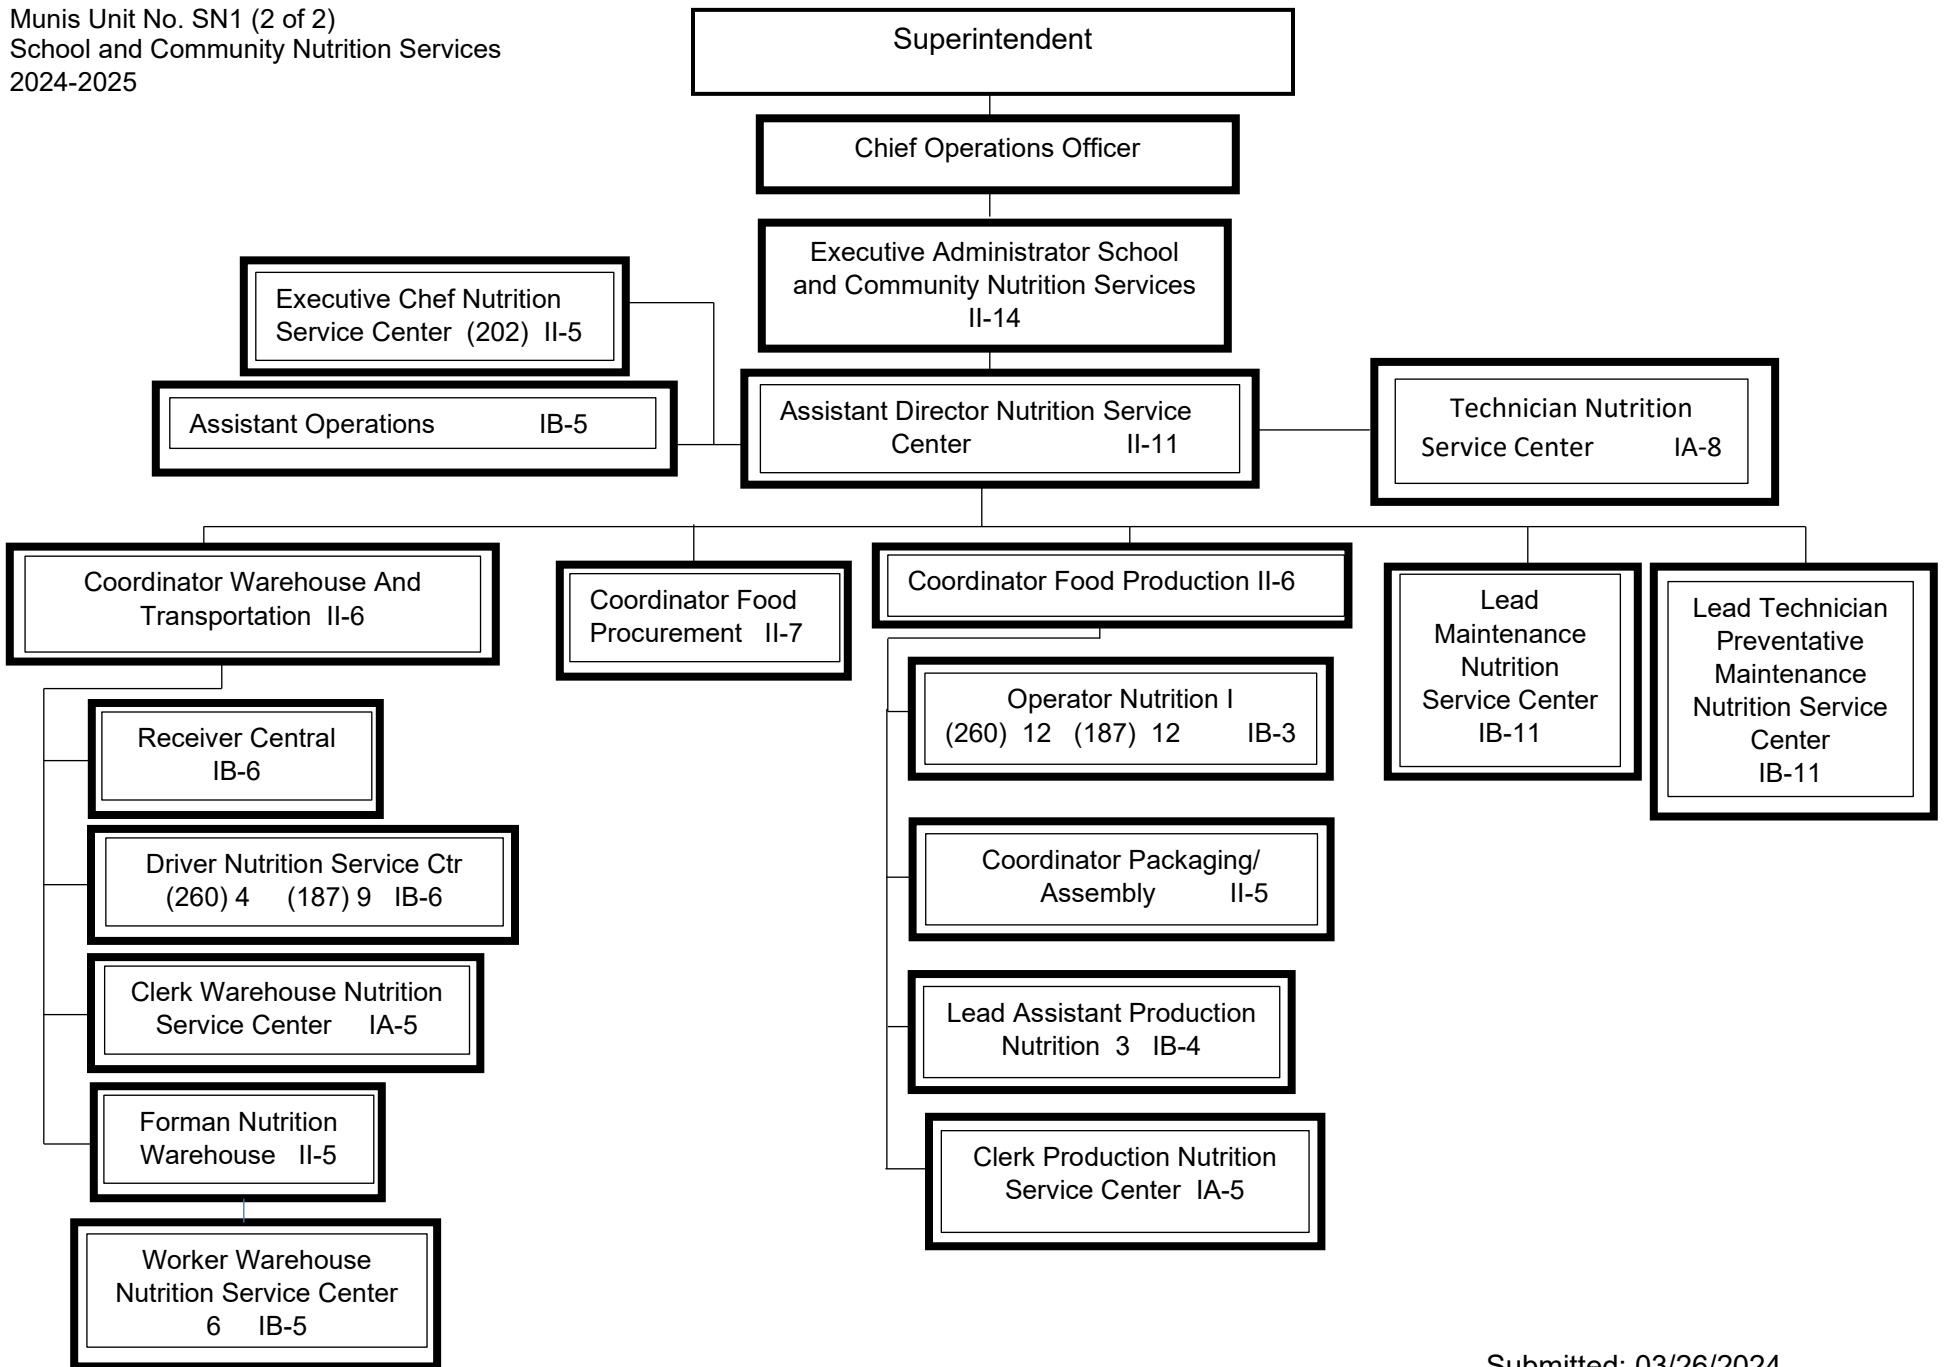 Munis Unit No. SN1 (2 of 2)
School and Community Nutrition Services
2024-2025
Superintendent
Chief Operations Officer
Executive Administrator School
and Community Nutrition Services
II-14
Executive Chef Nutrition
Service Center (202) II-5
Assistant Operations IB-5
Assistant Director Nutrition Service
Center II-11
Technician Nutrition
Service Center IA-8
Coordinator Warehouse And
Transportation II-6
Coordinator Food
Procurement II-7
Coordinator Food Production II-6
Lead
Maintenance
Nutrition
Service Center
IB-11
Lead Technician
Preventative
Maintenance
Nutrition Service
Center
IB-11
Receiver Central
IB-6
Driver Nutrition Service Ctr
(260) 4 (187) 9 IB-6
Clerk Warehouse Nutrition
Service Center IA-5
Forman Nutrition
Warehouse II-5
Worker Warehouse
Nutrition Service Center
6 IB-5
Operator Nutrition I
(260) 12 (187) 12 IB-3
Coordinator Packaging/
Assembly II-5
Lead Assistant Production
Nutrition 3 IB-4
Clerk Production Nutrition
Service Center IA-5
Submitted: 03/26/2024